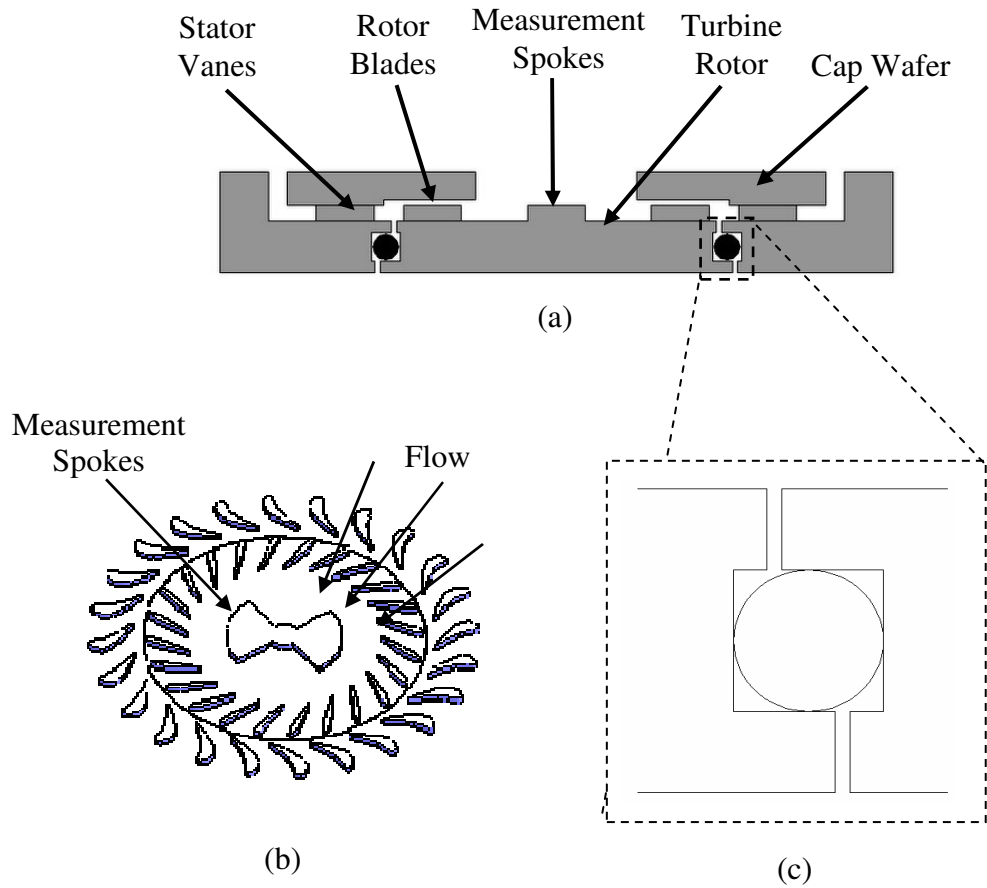 Stator
Vanes
Rotor
Blades
Measurement
Spokes
Turbine
Rotor
Cap Wafer
(a)
Measurement
Spokes
Flow
(b)
(c)